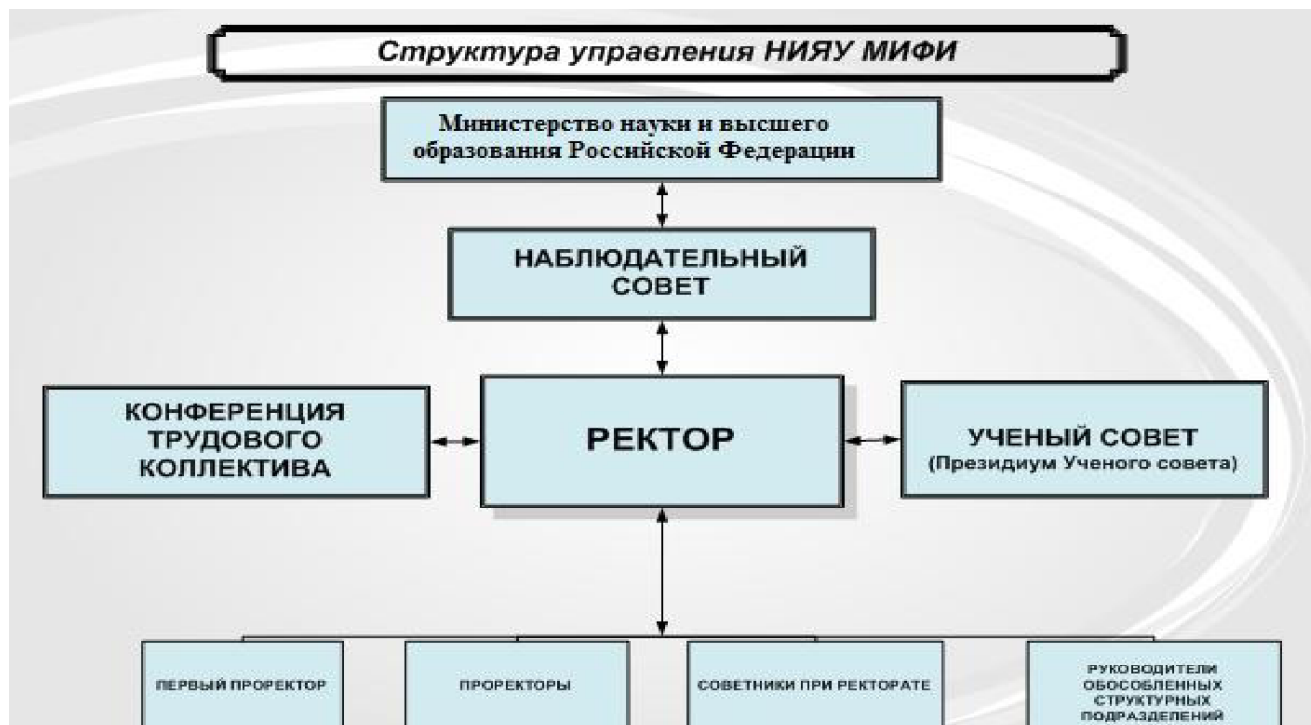 Структура управления НИЯУ МИФИ
Министерство науки и высшего
образования Российской Федерации
НАБЛЮДАТЕЛЬНЫЙ
СОВЕТ
КОНФЕРЕНЦИЯ
ТРУДОВОГО
КОЛЛЕКТИВА
РЕКТОР
УЧЕНЫЙ СОВЕТ
(Президиум Ученого совета)
ПЕРВЫЙ ПРОРЕКТОР
ПРОРЕКТОРЫ
СОВЕТНИКИ ПРИ РЕКТОРАТЕ
РУКОВОДИТЕЛИ
ОБОСОБЛЕННЫХ
СТРУКТУРНЫХ
ПОДРАЗДЕЛЕНИЙ